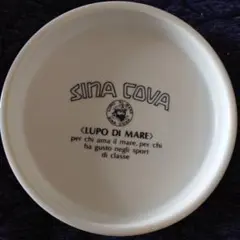 SINA COVA
<LUPO DI MARE>
per chi ama il mare, per chi
ha gusto negli sport
di classe